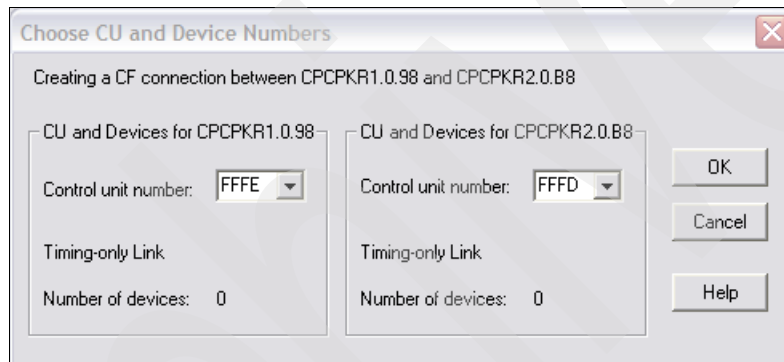 Choose CU and Device Numbers
Creating a CF connection between CPCPKR1.0.98 and CPCPKR2.0.B8
CU and Devices for CPCPKR1.0.98
Control unit number: FFFE
Timing-only Link
Number of devices: 0
CU and Devices for CPCPKR2.0.B8
Control unit number: FFFD
Timing-only Link
Number of devices: 0
OK
Cancel
Help